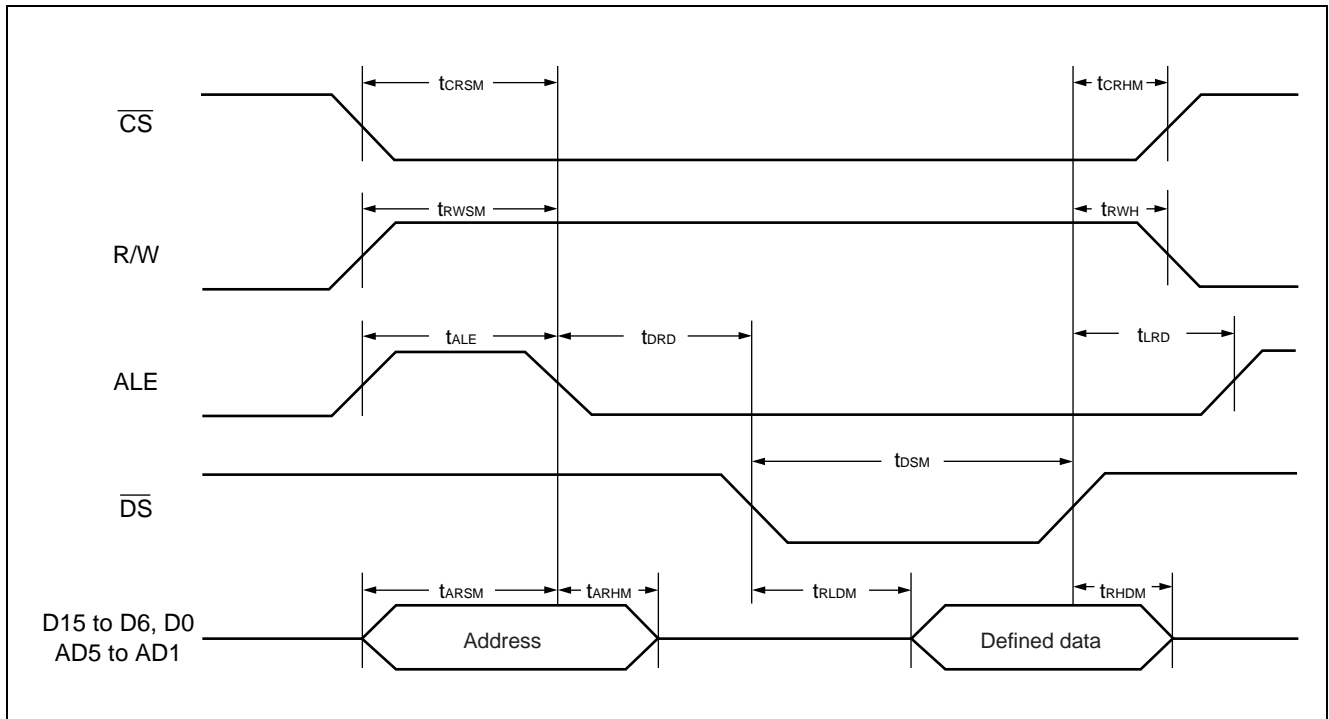 tCRSM
tCRHM
CS
tRWSM
tRWH
R/W
tALE
tDRD
tLRD
ALE
tDSM
DS
tARSM
tARHM
tRLDM
tRHDM
D15 to D6, D0
AD5 to AD1
Address
Defined data